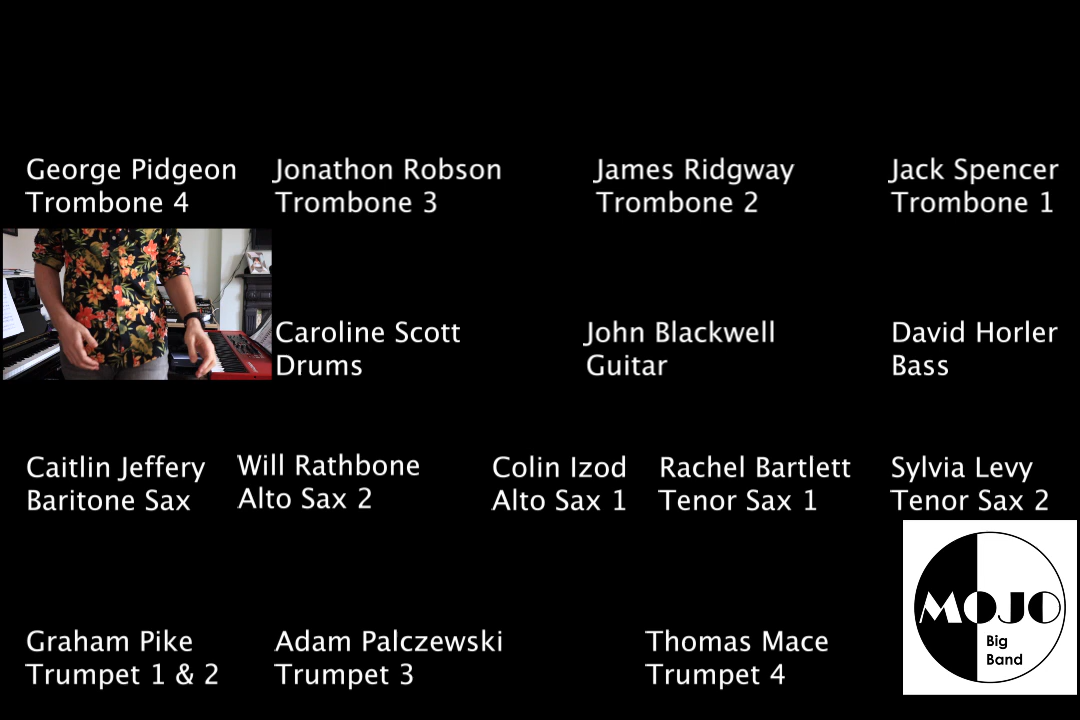 George Pidgeon
Trombone 4
Jonathon Robson
Trombone 3
James Ridgway
Trombone 2
Jack Spencer
Trombone 1
Caroline Scott
Drums
John Blackwell
Guitar
David Horler
Bass
Caitlin Jeffery
Baritone Sax
Will Rathbone
Alto Sax 2
Colin Izod
Alto Sax 1
Rachel Bartlett
Tenor Sax 1
Sylvia Levy
Tenor Sax 2
Graham Pike
Trumpet 1 & 2
Adam Palczewski
Trumpet 3
Thomas Mace
Trumpet 4
MOJO
Big
Band